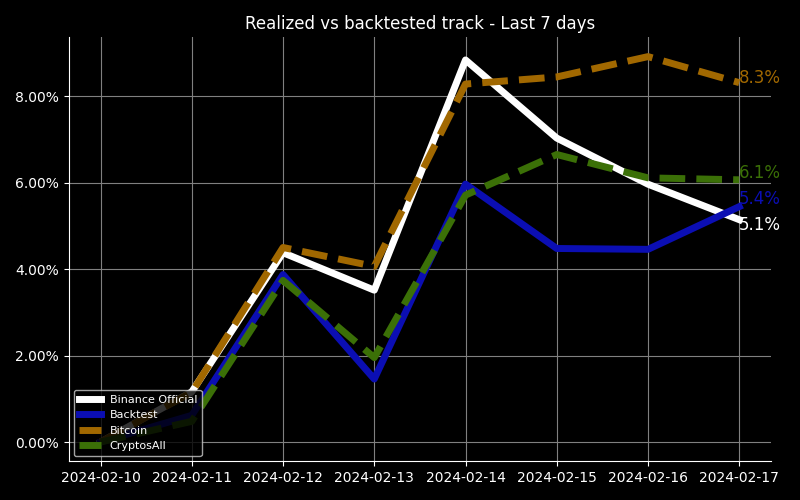 Realized vs backtested track - Last 7 days
8.00%
6.00%
4.00%
2.00%
0.00%
8.3%
6.1%
5.4%
5.1%
Binance Official
Backtest
Bitcoin
CryptosAll
2024-02-10 2024-02-11 2024-02-12 2024-02-13 2024-02-14 2024-02-15 2024-02-16 2024-02-17